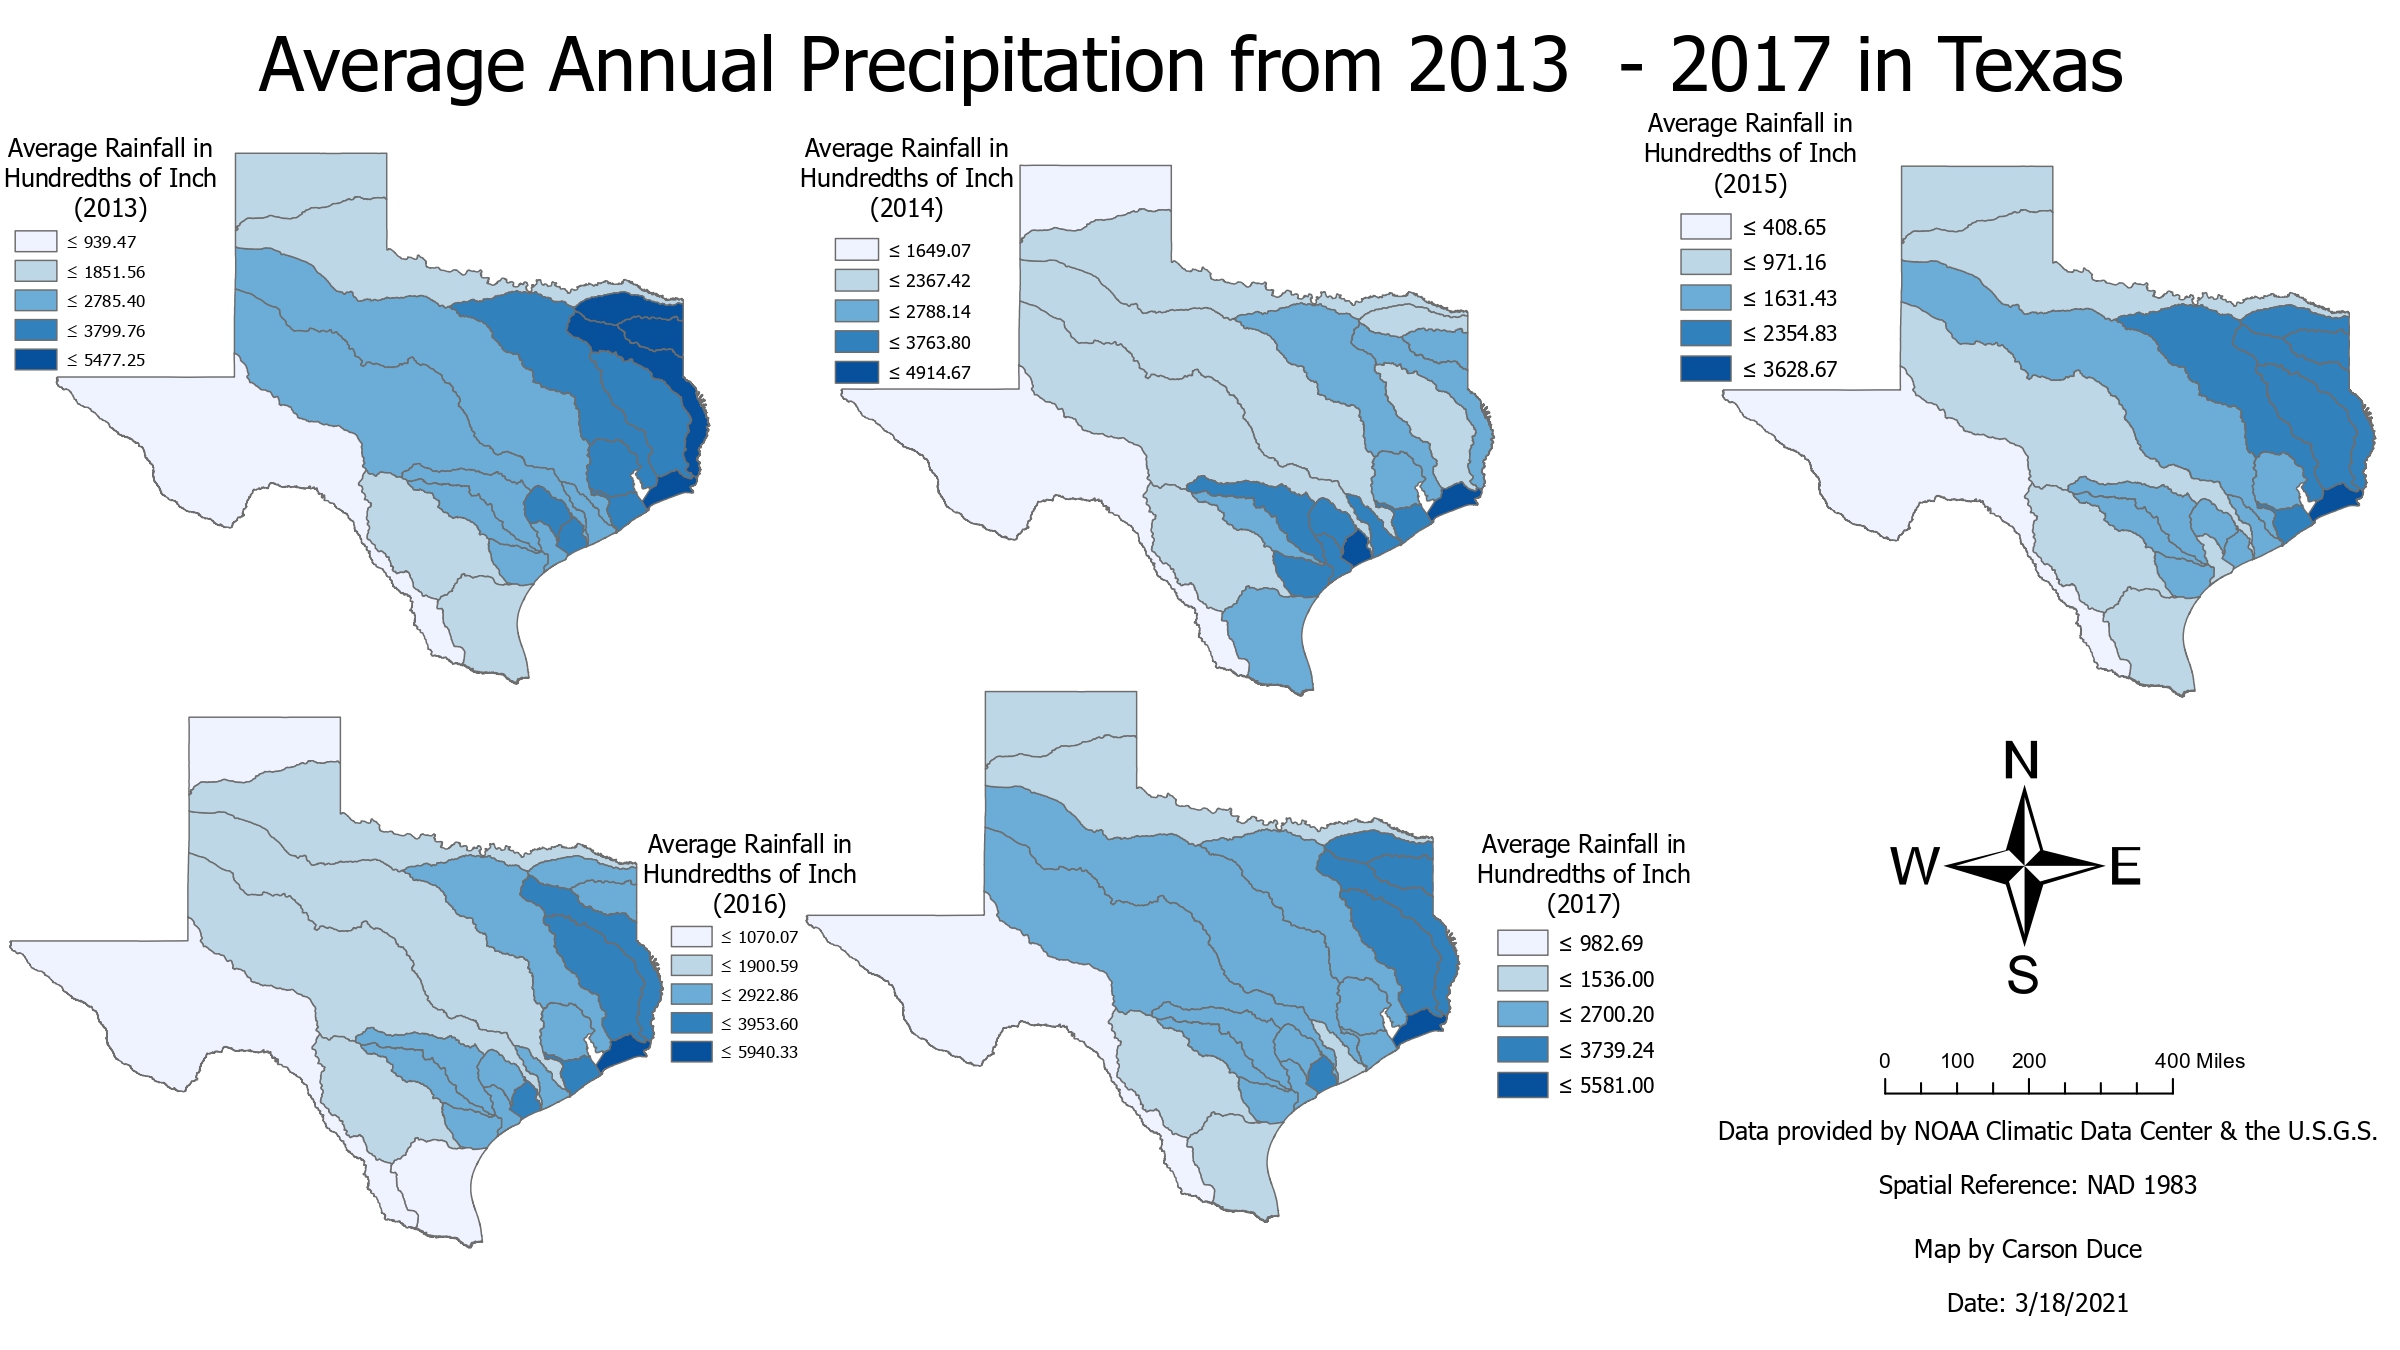 Average Annual Precipitation from 2013 - 2017 in Texas
Average Rainfall in
Hundredths of Inch
(2013)
≤ 939.47
≤ 1851.56
≤ 2785.40
≤ 3799.76
≤ 5477.25
Average Rainfall in
Hundredths of Inch
(2014)
≤ 1649.07
≤ 2367.42
≤ 2788.14
≤ 3763.80
≤ 4914.67
Average Rainfall in
Hundredths of Inch
(2015)
≤ 408.65
≤ 971.16
≤ 1631.43
≤ 2354.83
≤ 3628.67
Average Rainfall in
Hundredths of Inch
(2016)
≤ 1070.07
≤ 1900.59
≤ 2922.86
≤ 3953.60
≤ 5940.33
Average Rainfall in
Hundredths of Inch
(2017)
≤ 982.69
≤ 1536.00
≤ 2700.20
≤ 3739.24
≤ 5581.00
N
W E
S
0 100 200 400 Miles
Data provided by NOAA Climatic Data Center & the U.S.G.S.
Spatial Reference: NAD 1983
Map by Carson Duce
Date: 3/18/2021